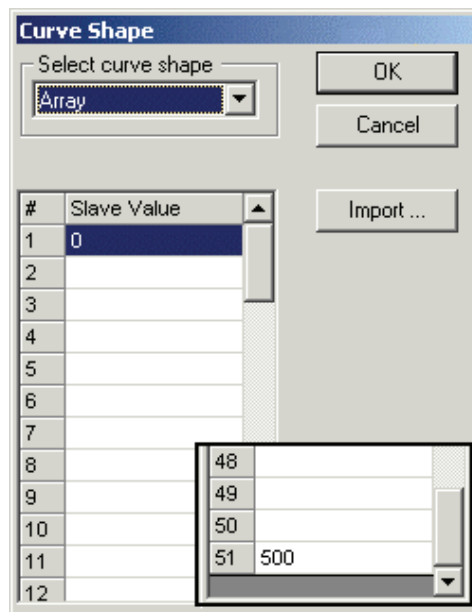 Curve Shape
Select curve shape
Array
OK
Cancel
Import ...
# Slave Value
1 0
2
3
4
5
6
7
8
9
10
11
12
48
49
50
51 500